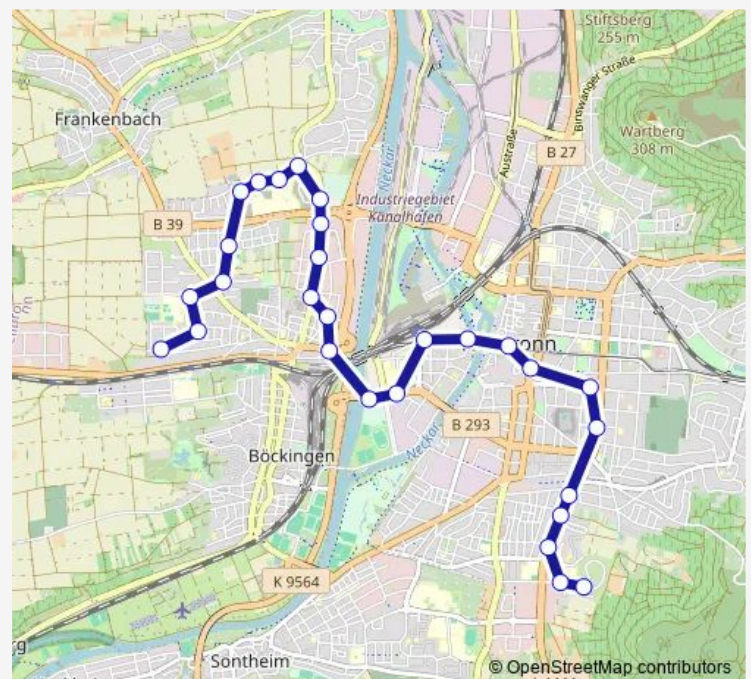 Stiftsberg
255 m
Frankenbach
Binswanger Straße
Wartberg
308 m
B 27
Austraße
Neckar
Industriegebiet
Kanalhafen
B 39
onn
B 293
Neckar
Böckingen
K 9564
Sontheim
© OpenStreetMap contributors